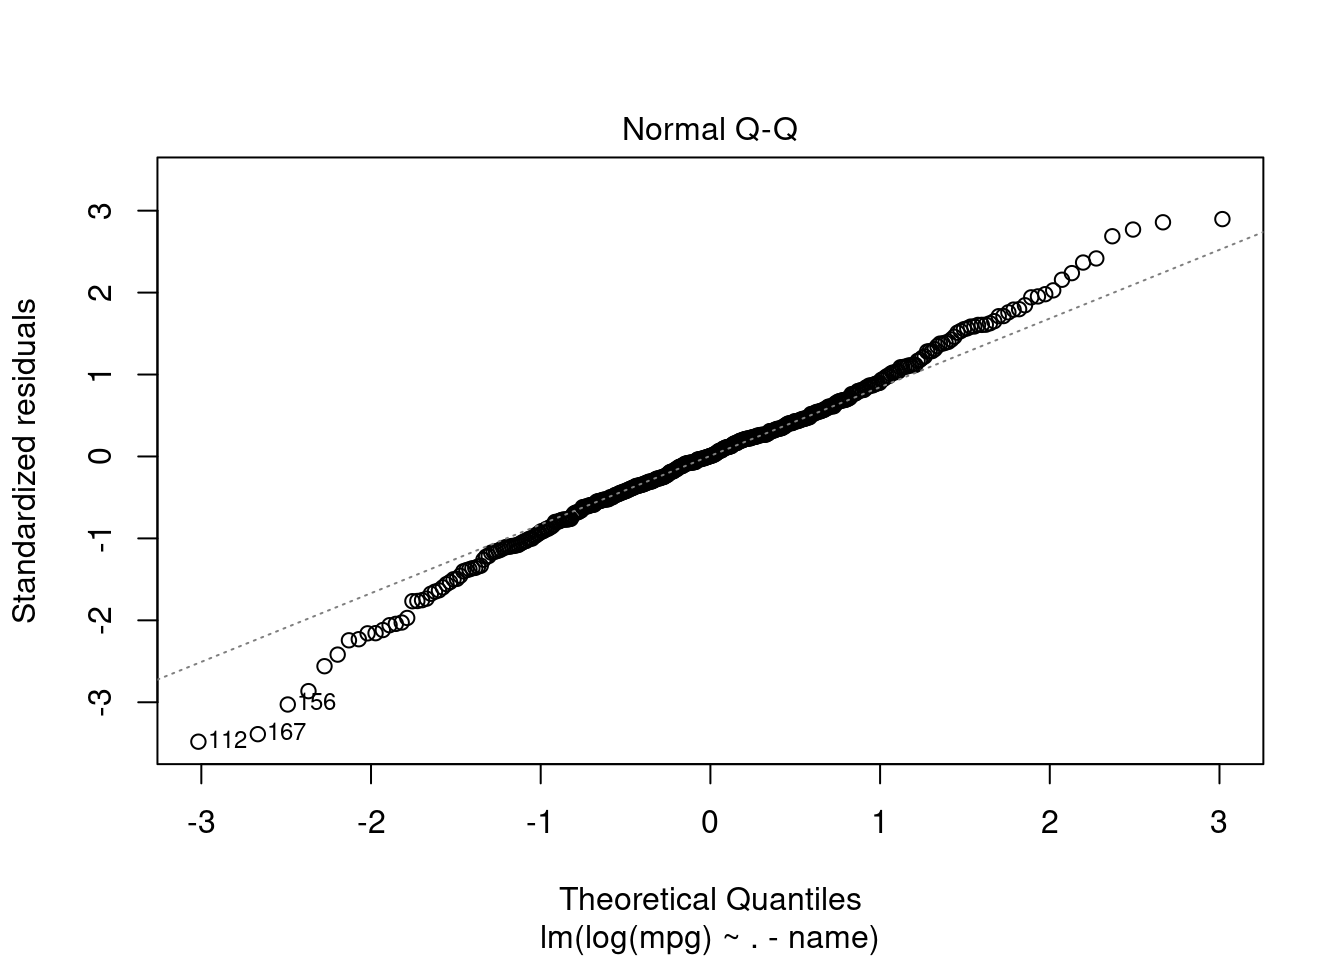 Normal Q-Q
Standardized residuals
3
2
1
0
-1
-2
-3
156
167
112
-3 -2 -1 0 1 2 3
Theoretical Quantiles
lm(log(mpg) ~ . - name)